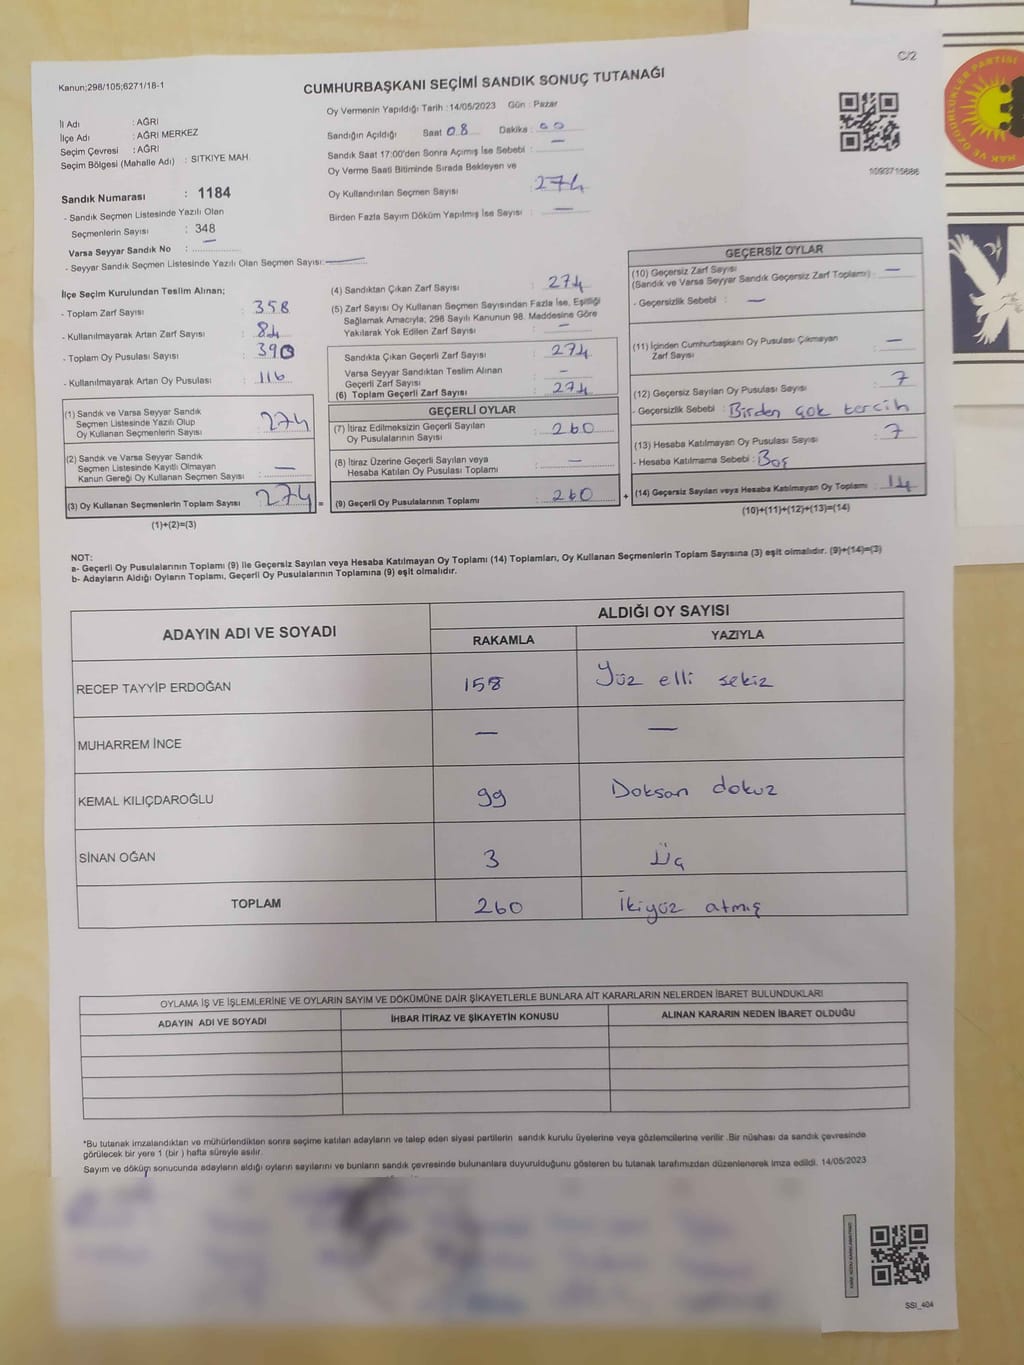 C/2
Kanun;298/105;6271/18-1
CUMHURBAŞKANI SEÇİMİ SANDIK SONUÇ TUTANAĞI
Oy Vermenin Yapıldığı Tarih :14/05/2023 Gün : Pazar
İl Adı : AĞRI
İlçe Adı : AĞRI MERKEZ
Seçim Çevresi : AĞRI
Seçim Bölgesi (Mahalle Adı) : SITKIYE MAH.
Sandığın Açıldığı Saat 08 Dakika : 00
Sandık Saat 17:00'den Sonra Açımış İse Sebebi : —
Oy Verme Saati Bitiminde Sırada Bekleyen ve
Oy Kullandırılan Seçmen Sayısı : 274
Birden Fazla Sayım Döküm Yapılmış İse Sayısı : —
1093715686
Sandık Numarası : 1184
- Sandık Seçmen Listesinde Yazılı Olan
Seçmenlerin Sayısı : 348
Varsa Seyyar Sandık No : —
- Seyyar Sandık Seçmen Listesinde Yazılı Olan Seçmen Sayısı: —
İlçe Seçim Kurulundan Teslim Alınan;
- Toplam Zarf Sayısı : 358
- Kullanılmayarak Artan Zarf Sayısı : 84
- Toplam Oy Pusulası Sayısı : 390
- Kullanılmayarak Artan Oy Pusulası : 116
(1) Sandık ve Varsa Seyyar Sandık
Seçmen Listesinde Yazılı Olup
Oy Kullanan Seçmenlerin Sayısı : 274
(2) Sandık ve Varsa Seyyar Sandık
Seçmen Listesinde Kayıtlı Olmayan
Kanun Gereği Oy Kullanan Seçmen Sayısı : —
(3) Oy Kullanan Seçmenlerin Toplam Sayısı : 274 =
(1)+(2)=(3)
(4) Sandıktan Çıkan Zarf Sayısı : 274
(5) Zarf Sayısı Oy Kullanan Seçmen Sayısından Fazla İse, Eşitliği
Sağlamak Amacıyla; 298 Sayılı Kanunun 98. Maddesine Göre
Yakılarak Yok Edilen Zarf Sayısı : —
Sandıkta Çıkan Geçerli Zarf Sayısı : 274
Varsa Seyyar Sandıktan Teslim Alınan
Geçerli Zarf Sayısı : —
(6) Toplam Geçerli Zarf Sayısı : 274
GEÇERLİ OYLAR
(7) İtiraz Edilmeksizin Geçerli Sayılan
Oy Pusulalarının Sayısı : 260
(8) İtiraz Üzerine Geçerli Sayılan veya
Hesaba Katılan Oy Pusulası Toplamı : —
(9) Geçerli Oy Pusulalarının Toplamı : 260 +
GEÇERSİZ OYLAR
(10) Geçersiz Zarf Sayısı
(Sandık ve Varsa Seyyar Sandık Geçersiz Zarf Toplamı) : —
- Geçersizlik Sebebi : —
(11) İçinden Cumhurbaşkanı Oy Pusulası Çıkmayan
Zarf Sayısı : —
(12) Geçersiz Sayılan Oy Pusulası Sayısı : 7
- Geçersizlik Sebebi : Birden çok tercih
(13) Hesaba Katılmayan Oy Pusulası Sayısı : 7
- Hesaba Katılmama Sebebi : Boş
(14) Geçersiz Sayılan veya Hesaba Katılmayan Oy Toplamı : 14
(10)+(11)+(12)+(13)=(14)
NOT:
a- Geçerli Oy Pusulalarının Toplamı (9) ile Geçersiz Sayılan veya Hesaba Katılmayan Oy Toplamı (14) Toplamları, Oy Kullanan Seçmenlerin Toplam Sayısına (3) eşit olmalıdır. (9)+(14)=(3)
b- Adayların Aldığı Oyların Toplamı, Geçerli Oy Pusulalarının Toplamına (9) eşit olmalıdır.
ADAYIN ADI VE SOYADI ALDIĞI OY SAYISI
RAKAMLA YAZIYLA
RECEP TAYYİP ERDOĞAN 158 Yüz elli sekiz
MUHARREM İNCE — —
KEMAL KILIÇDAROĞLU 99 Doksan dokuz
SİNAN OĞAN 3 Üç
TOPLAM 260 İkiyüz atmış
OYLAMA İŞ VE İŞLEMLERİNE VE OYLARIN SAYIM VE DÖKÜMÜNE DAİR ŞİKAYETLERLE BUNLARA AİT KARARLARIN NELERDEN İBARET BULUNDUKLARI
ADAYIN ADI VE SOYADI İHBAR İTİRAZ VE ŞİKAYETİN KONUSU ALINAN KARARIN NEDEN İBARET OLDUĞU
*Bu tutanak imzalandıktan ve mühürlendikten sonra seçime katılan adayların ve talep eden siyasi partilerin sandık kurulu üyelerine veya gözlemcilerine verilir .Bir nüshası da sandık çevresinde
görülecek bir yere 1 (bir ) hafta süreyle asılır.
Sayım ve döküm sonucunda adayların aldığı oyların sayılarını ve bunların sandık çevresinde bulunanlara duyurulduğunu gösteren bu tutanak tarafımızdan düzenlenerek imza edildi. 14/05/2023
SSI_404
HAK VE ÖZGÜRLÜKLER PARTİSİ
HAK VE